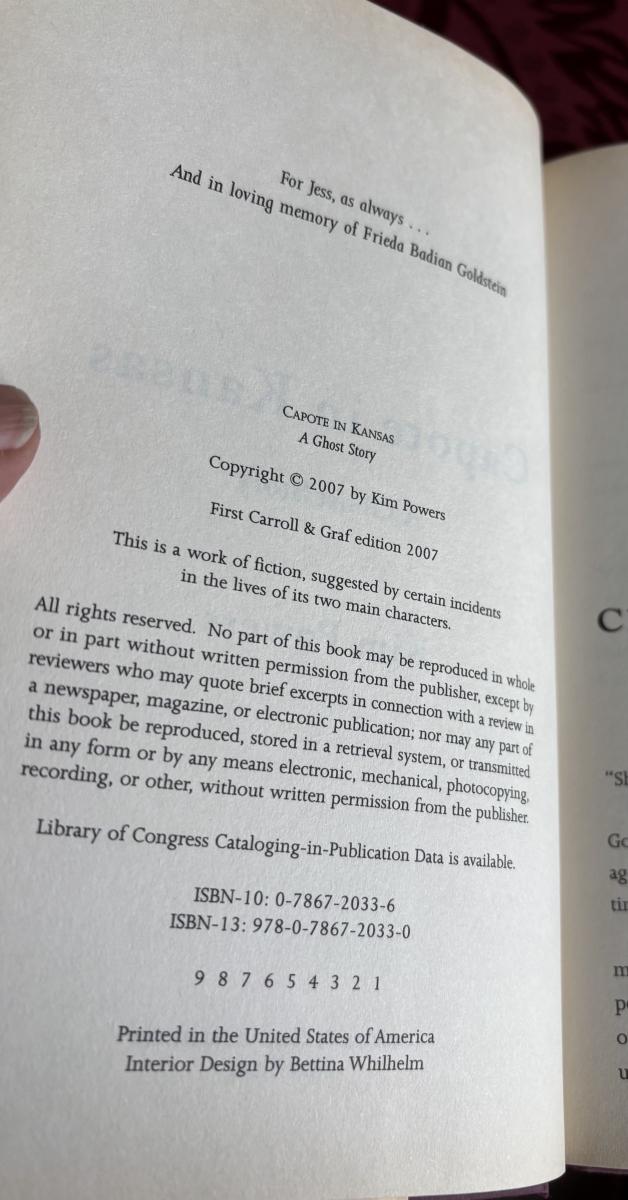 For Jess, as always . . .
And in loving memory of Frieda Badian Goldstein
CAPOTE IN KANSAS
A Ghost Story
Copyright © 2007 by Kim Powers
First Carroll & Graf edition 2007
This is a work of fiction, suggested by certain incidents
in the lives of its two main characters.
All rights reserved. No part of this book may be reproduced in whole
or in part without written permission from the publisher, except by
reviewers who may quote brief excerpts in connection with a review in
a newspaper, magazine, or electronic publication; nor may any part of
this book be reproduced, stored in a retrieval system, or transmitted
in any form or by any means electronic, mechanical, photocopying,
recording, or other, without written permission from the publisher.
Library of Congress Cataloging-in-Publication Data is available.
ISBN-10: 0-7867-2033-6
ISBN-13: 978-0-7867-2033-0
9 8 7 6 5 4 3 2 1
Printed in the United States of America
Interior Design by Bettina Whilhelm